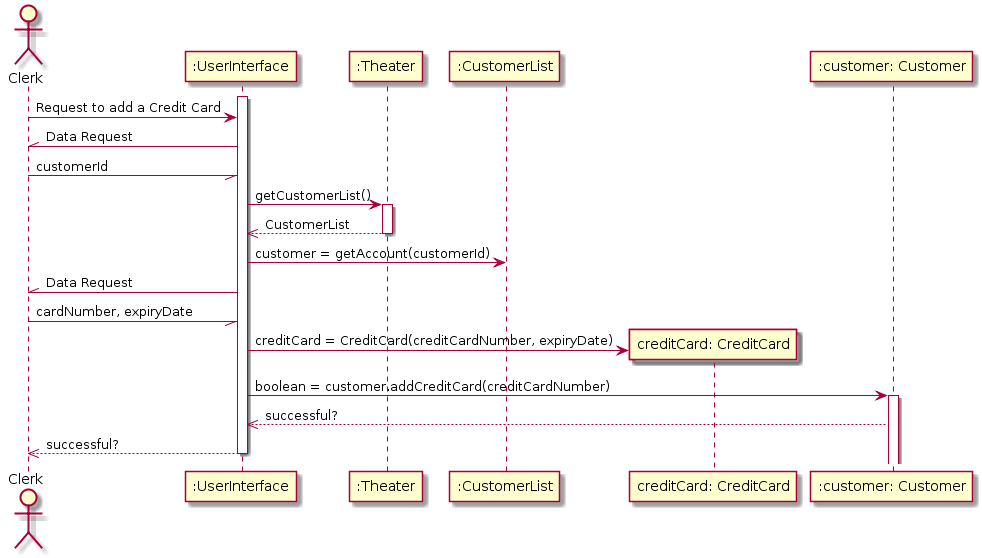 Clerk
:UserInterface
:Theater
:CustomerList
:customer: Customer
Request to add a Credit Card
Data Request
customerId
getCustomerList()
CustomerList
customer = getAccount(customerId)
Data Request
cardNumber, expiryDate
creditCard = CreditCard(creditCardNumber, expiryDate)
creditCard: CreditCard
boolean = customer.addCreditCard(creditCardNumber)
successful?
successful?
Clerk
:UserInterface
:Theater
:CustomerList
creditCard: CreditCard
:customer: Customer